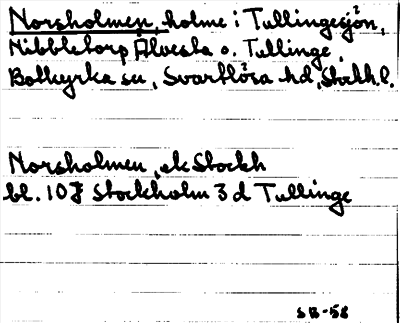 Norsholmen, holme i Tullingesjön,
Nibbletorp Älvesta o. Tullinge,
Botkyrka sn, Svartlösa hd, Stockh. l.
Norsholmen, ek Stockh
bl. 10 J Stockholm 3 d Tullinge
SB-58